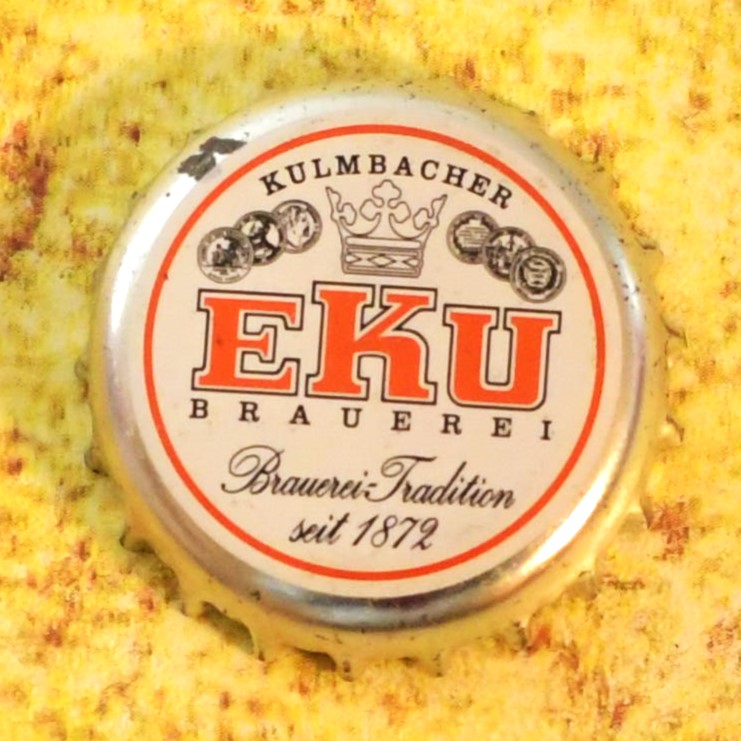 KULMBACHER
EKU
BRAUEREI
Brauerei-Tradition
seit 1872